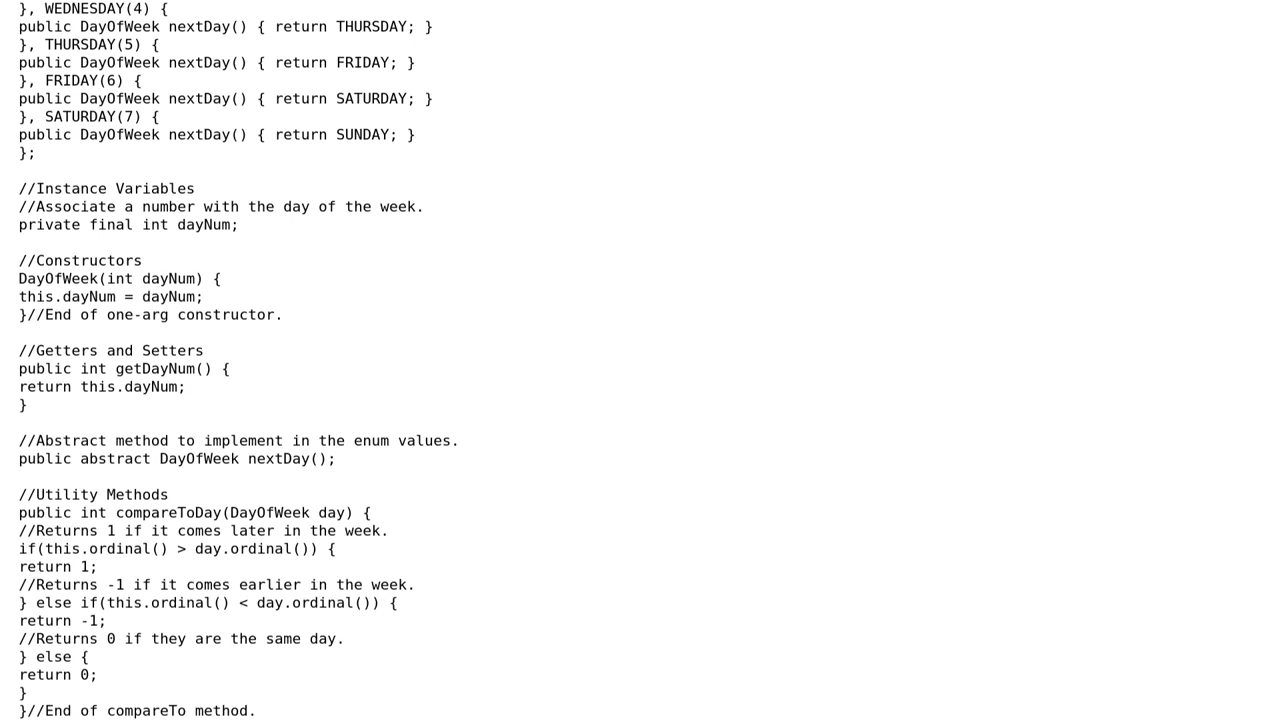 }, WEDNESDAY(4) {
public DayOfWeek nextDay() { return THURSDAY; }
}, THURSDAY(5) {
public DayOfWeek nextDay() { return FRIDAY; }
}, FRIDAY(6) {
public DayOfWeek nextDay() { return SATURDAY; }
}, SATURDAY(7) {
public DayOfWeek nextDay() { return SUNDAY; }
};

//Instance Variables
//Associate a number with the day of the week.
private final int dayNum;

//Constructors
DayOfWeek(int dayNum) {
this.dayNum = dayNum;
}//End of one-arg constructor.

//Getters and Setters
public int getDayNum() {
return this.dayNum;
}

//Abstract method to implement in the enum values.
public abstract DayOfWeek nextDay();

//Utility Methods
public int compareToDay(DayOfWeek day) {
//Returns 1 if it comes later in the week.
if(this.ordinal() > day.ordinal()) {
return 1;
//Returns -1 if it comes earlier in the week.
} else if(this.ordinal() < day.ordinal()) {
return -1;
//Returns 0 if they are the same day.
} else {
return 0;
}
}//End of compareTo method.